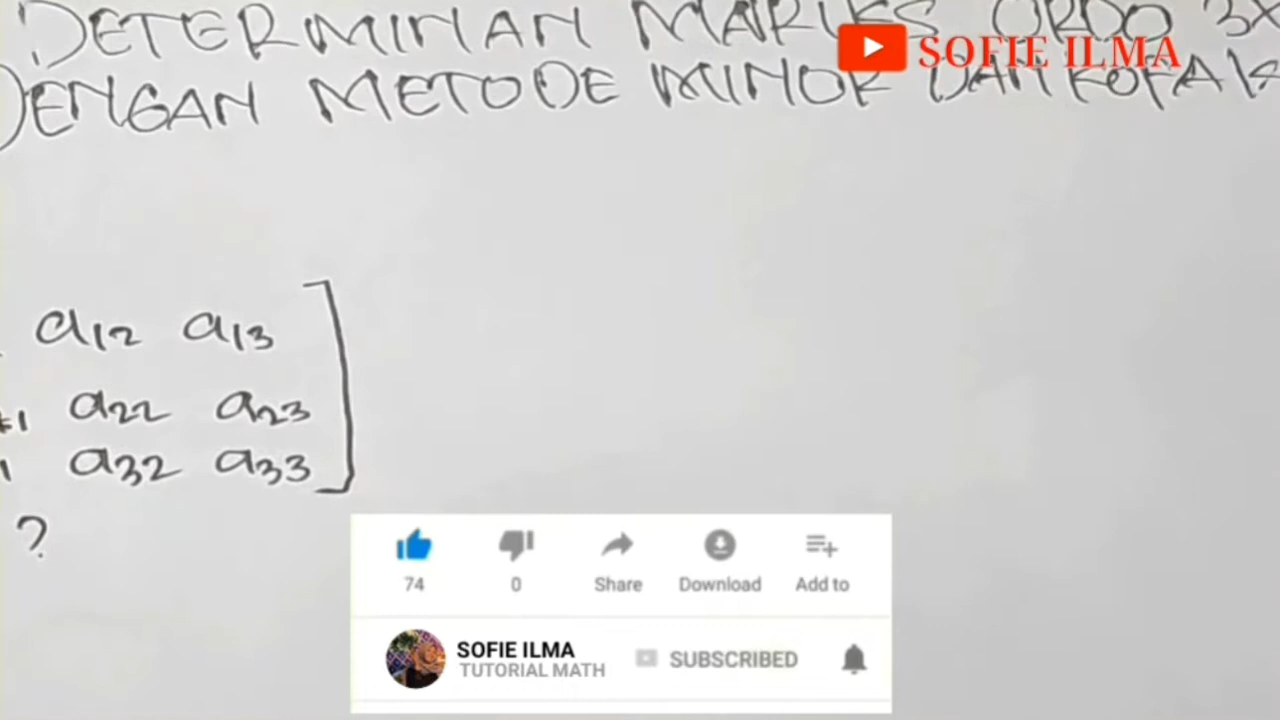 DETERMINAN MATRIKS ORDO 3X
SOFIE ILMA
DENGAN METODE MINOR DAN KOFAK
a12 a13
a22 a23
a32 a33
?
74
0
Share
Download
Add to
SOFIE ILMA
SUBSCRIBED
TUTORIAL MATH